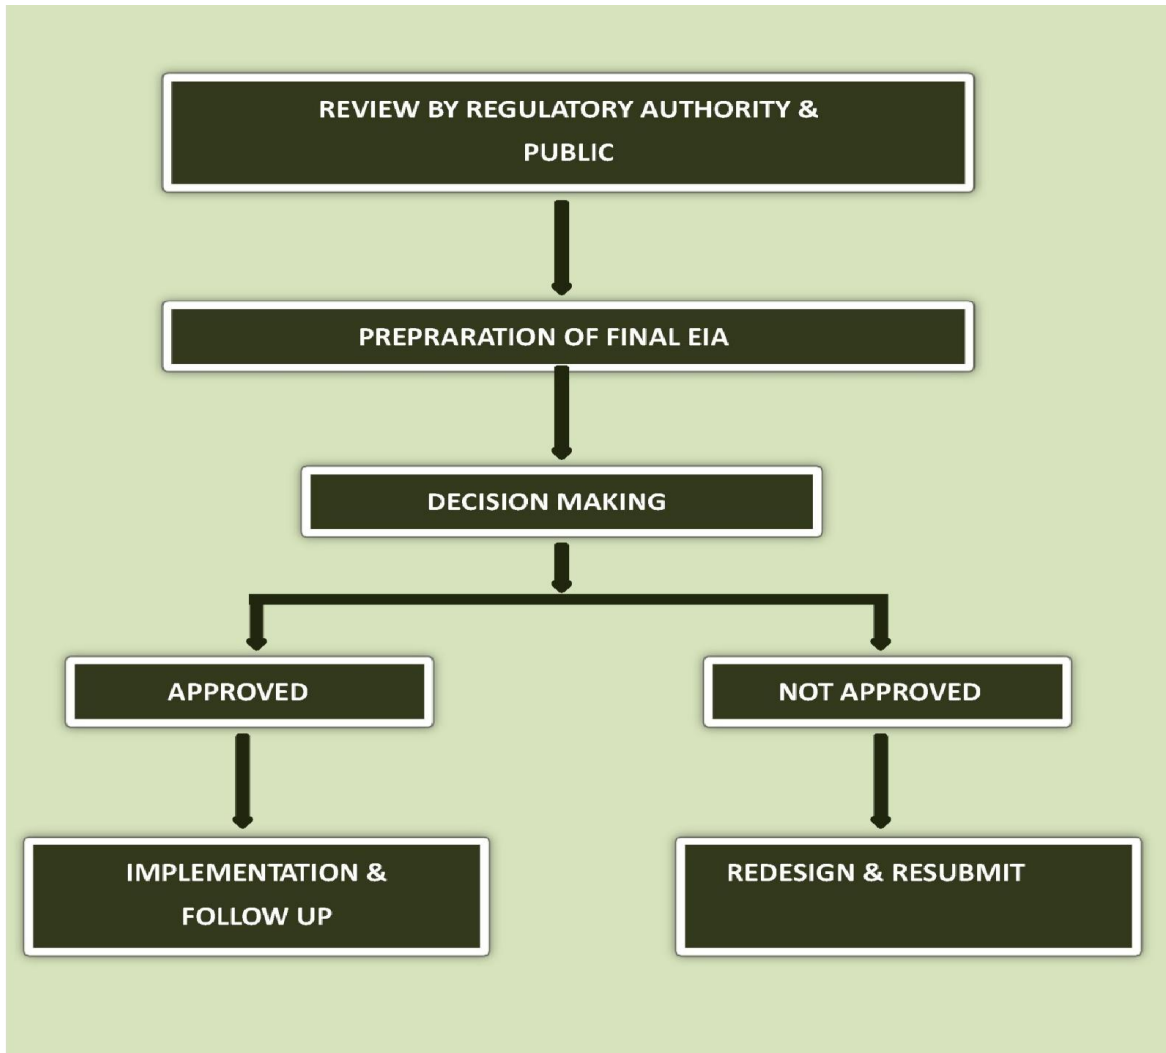 REVIEW BY REGULATORY AUTHORITY &
PUBLIC
PREPRARATION OF FINAL EIA
DECISION MAKING
APPROVED
NOT APPROVED
IMPLEMENTATION &
FOLLOW UP
REDESIGN & RESUBMIT